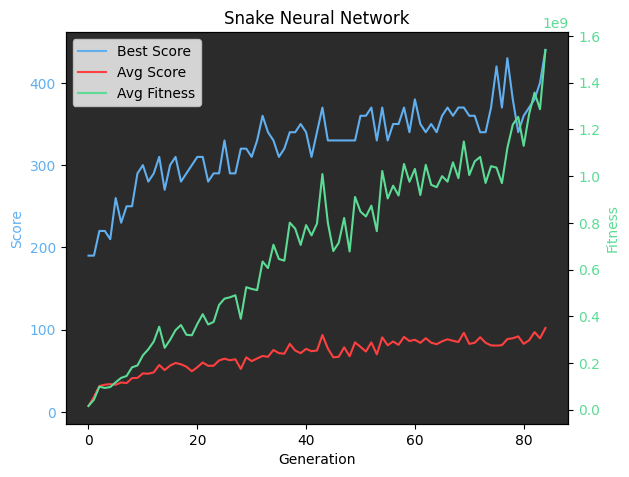 Snake Neural Network
1e9
Best Score
Avg Score
Avg Fitness
400
300
200
100
0
Score
1.6
1.4
1.2
1.0
0.8
0.6
0.4
0.2
0.0
Fitness
0 20 40 60 80
Generation